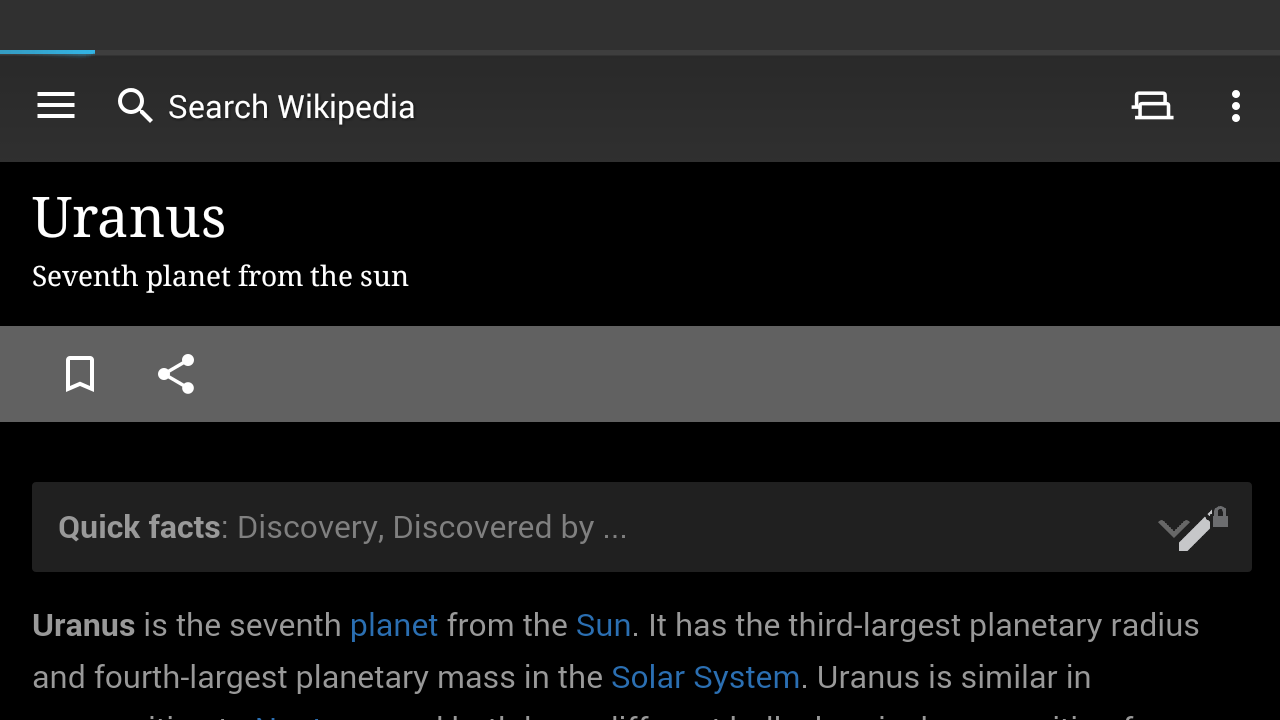 Search Wikipedia
Uranus
Seventh planet from the sun
Quick facts: Discovery, Discovered by ...
Uranus is the seventh planet from the Sun. It has the third-largest planetary radius
and fourth-largest planetary mass in the Solar System. Uranus is similar in